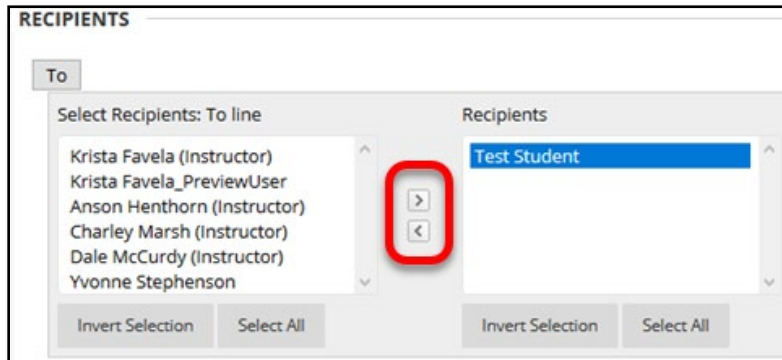 RECIPIENTS
To
Select Recipients: To line
Krista Favela (Instructor)
Krista Favela_PreviewUser
Anson Henthorn (Instructor)
Charley Marsh (Instructor)
Dale McCurdy (Instructor)
Yvonne Stephenson
Invert Selection Select All
>
<
Recipients
Test Student
Invert Selection Select All